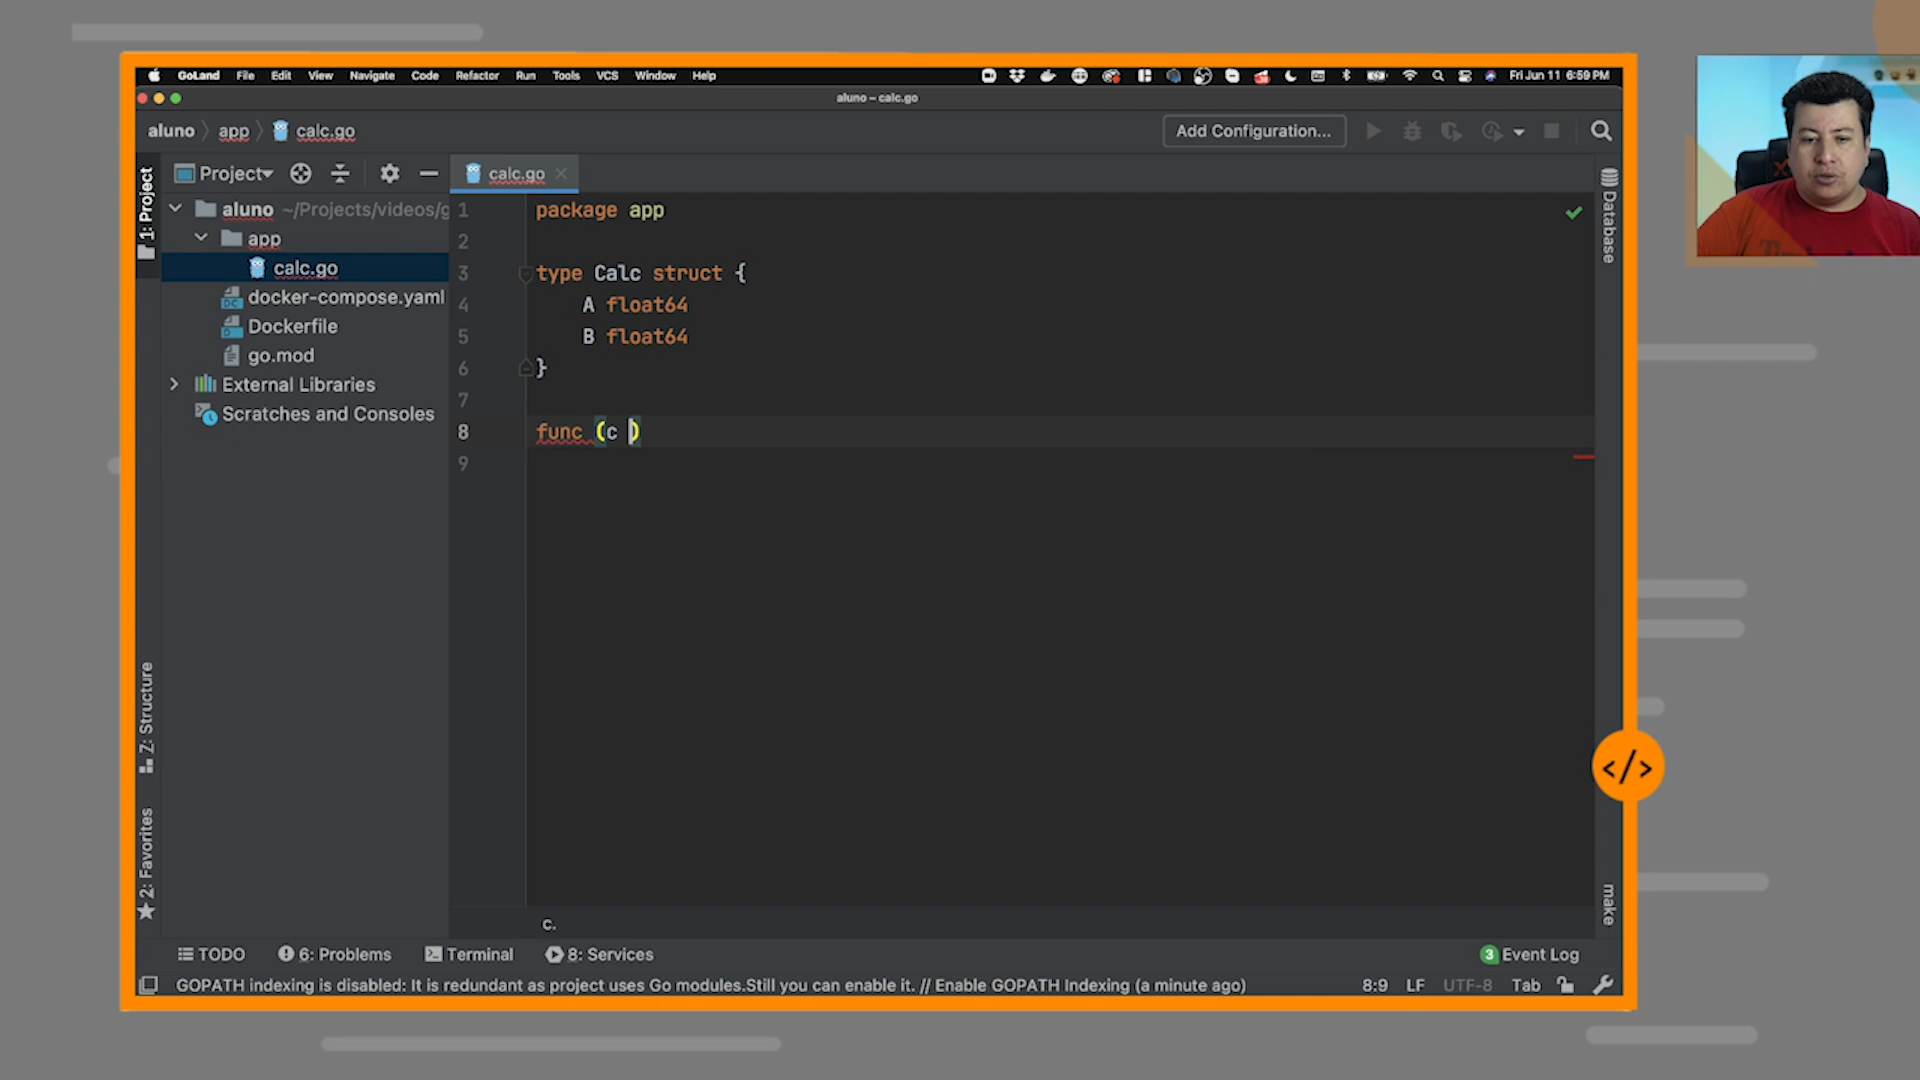 GoLand File Edit View Navigate Code Refactor Run Tools VCS Window Help
Fri Jun 11 6:59 PM
aluno – calc.go
aluno app calc.go
Add Configuration...
1: Project
Project
calc.go
aluno ~/Projects/videos/g
app
calc.go
docker-compose.yaml
Dockerfile
go.mod
External Libraries
Scratches and Consoles
1 package app
2
3 type Calc struct {
4 A float64
5 B float64
6 }
7
8 func (c )
9
Database
</>
Z: Structure
2: Favorites
make
c.
TODO 6: Problems Terminal 8: Services
3 Event Log
GOPATH indexing is disabled: It is redundant as project uses Go modules.Still you can enable it. // Enable GOPATH Indexing (a minute ago)
8:9 LF UTF-8 Tab